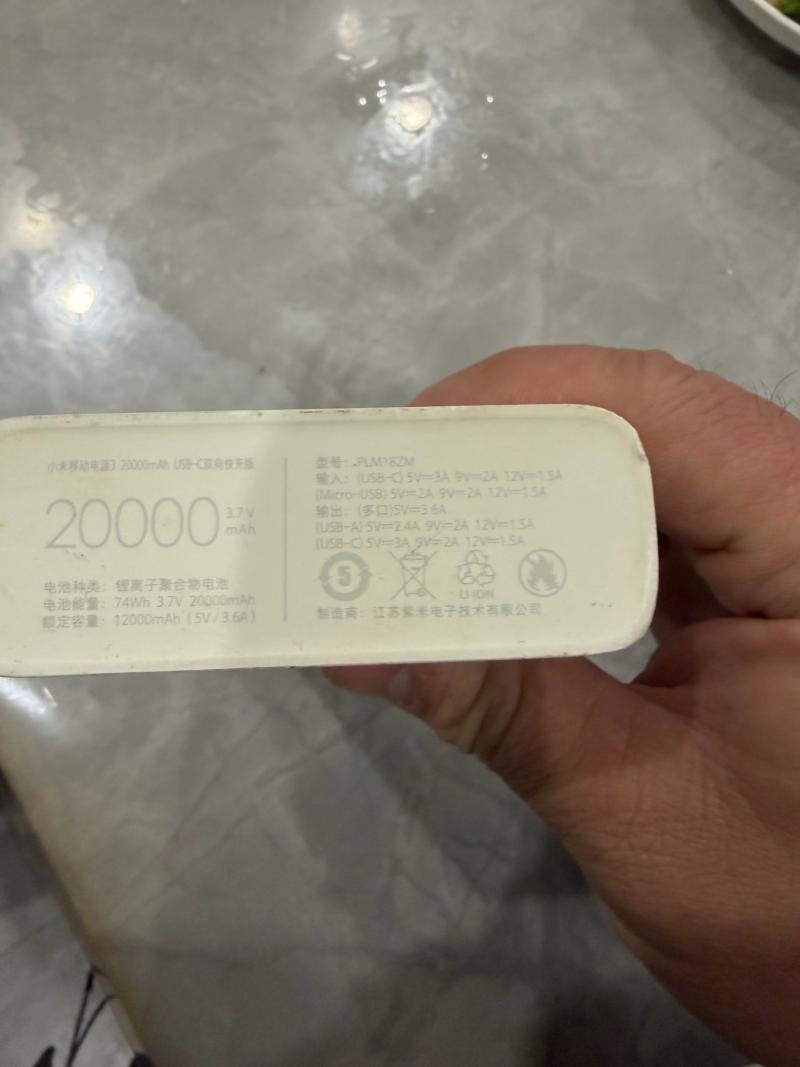 小米移动电源3 20000mAh USB-C双向快充版
20000 3.7 V mAh
电池种类：锂离子聚合物电池
电池能量：74Wh 3.7V 20000mAh
额定容量：12000mAh（5V / 3.6A）
型号：PLM18ZM
输入：(USB-C) 5V⎓3A 9V⎓2A 12V⎓1.5A
(Micro-USB) 5V⎓2A 9V⎓2A 12V⎓1.5A
输出：(多口)5V⎓3.6A
(USB-A) 5V⎓2.4A 9V⎓2A 12V⎓1.5A
(USB-C) 5V⎓3A 9V⎓2A 12V⎓1.5A
5
LI-ION
制造商：江苏紫米电子技术有限公司